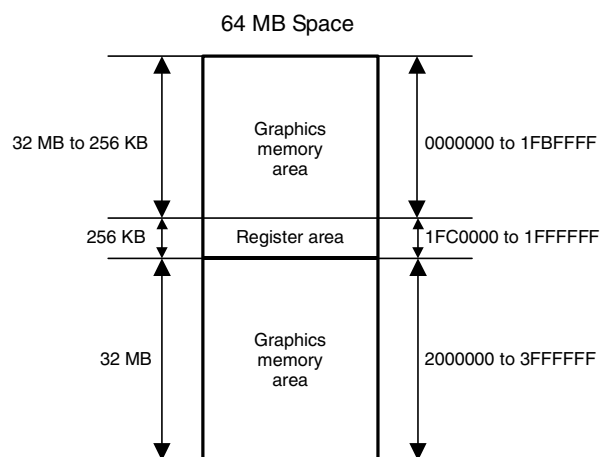 64 MB Space
32 MB to 256 KB
Graphics
memory
area
0000000 to 1FBFFFF
256 KB
Register area
1FC0000 to 1FFFFFF
32 MB
Graphics
memory
area
2000000 to 3FFFFFF